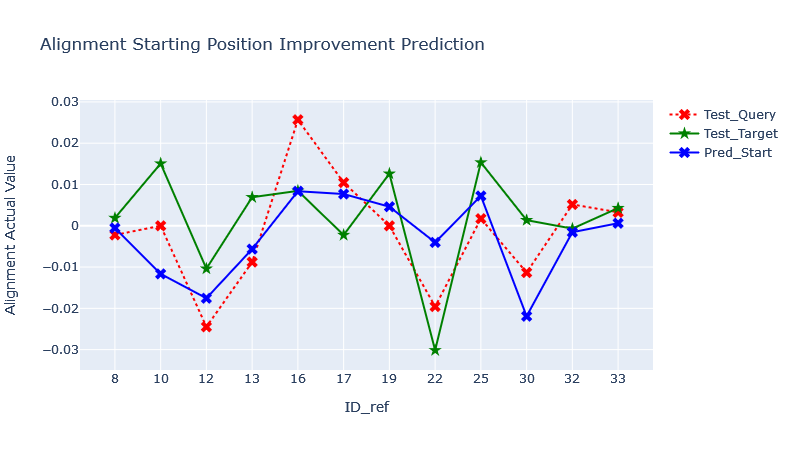 Alignment Starting Position Improvement Prediction
Alignment Actual Value
0.03
0.02
0.01
0
−0.01
−0.02
−0.03
8 10 12 13 16 17 19 22 25 30 32 33
ID_ref
Test_Query
Test_Target
Pred_Start